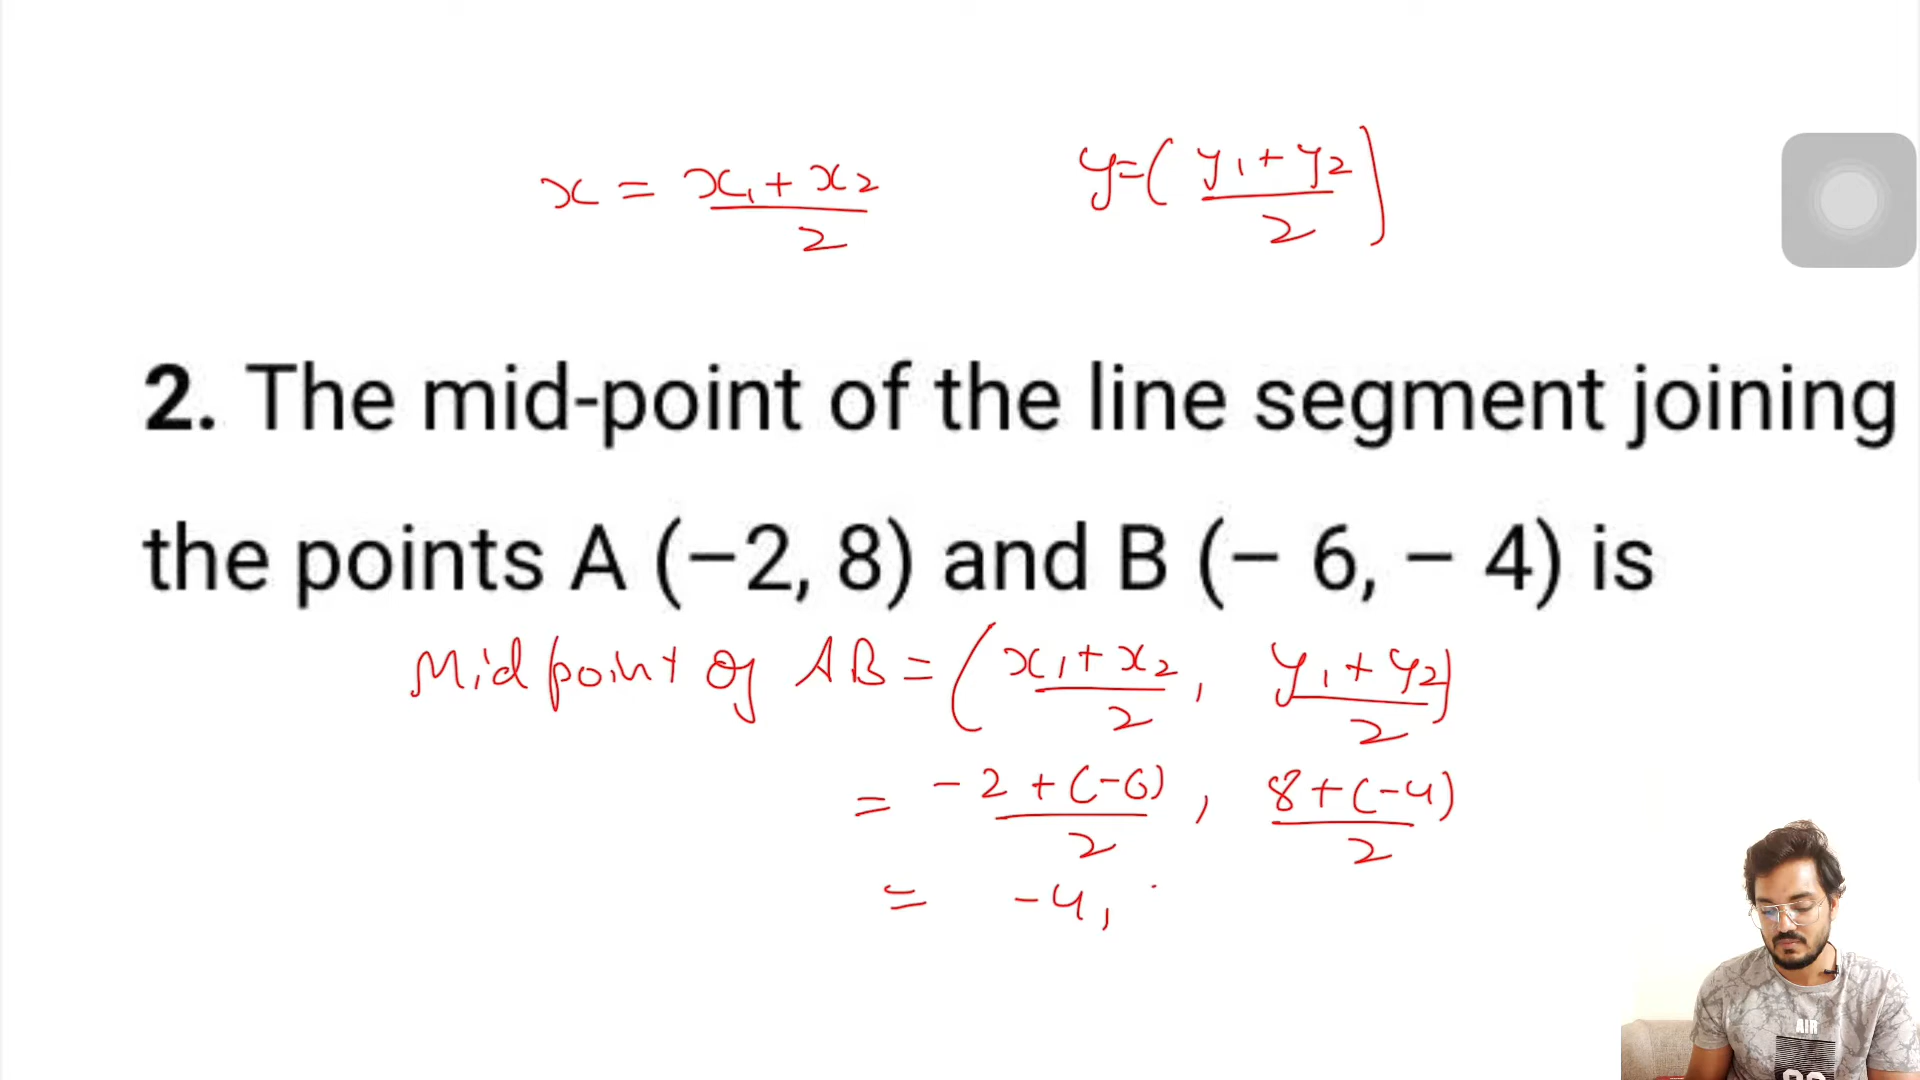 x = x₁ + x₂ / 2 y = ( y₁ + y₂ / 2 )
2. The mid-point of the line segment joining
the points A (−2, 8) and B (− 6, − 4) is
Midpoint of AB = ( x₁ + x₂ / 2 , y₁ + y₂ / 2 )
= -2 + (-6) / 2 , 8 + (-4) / 2
= -4,
AIR